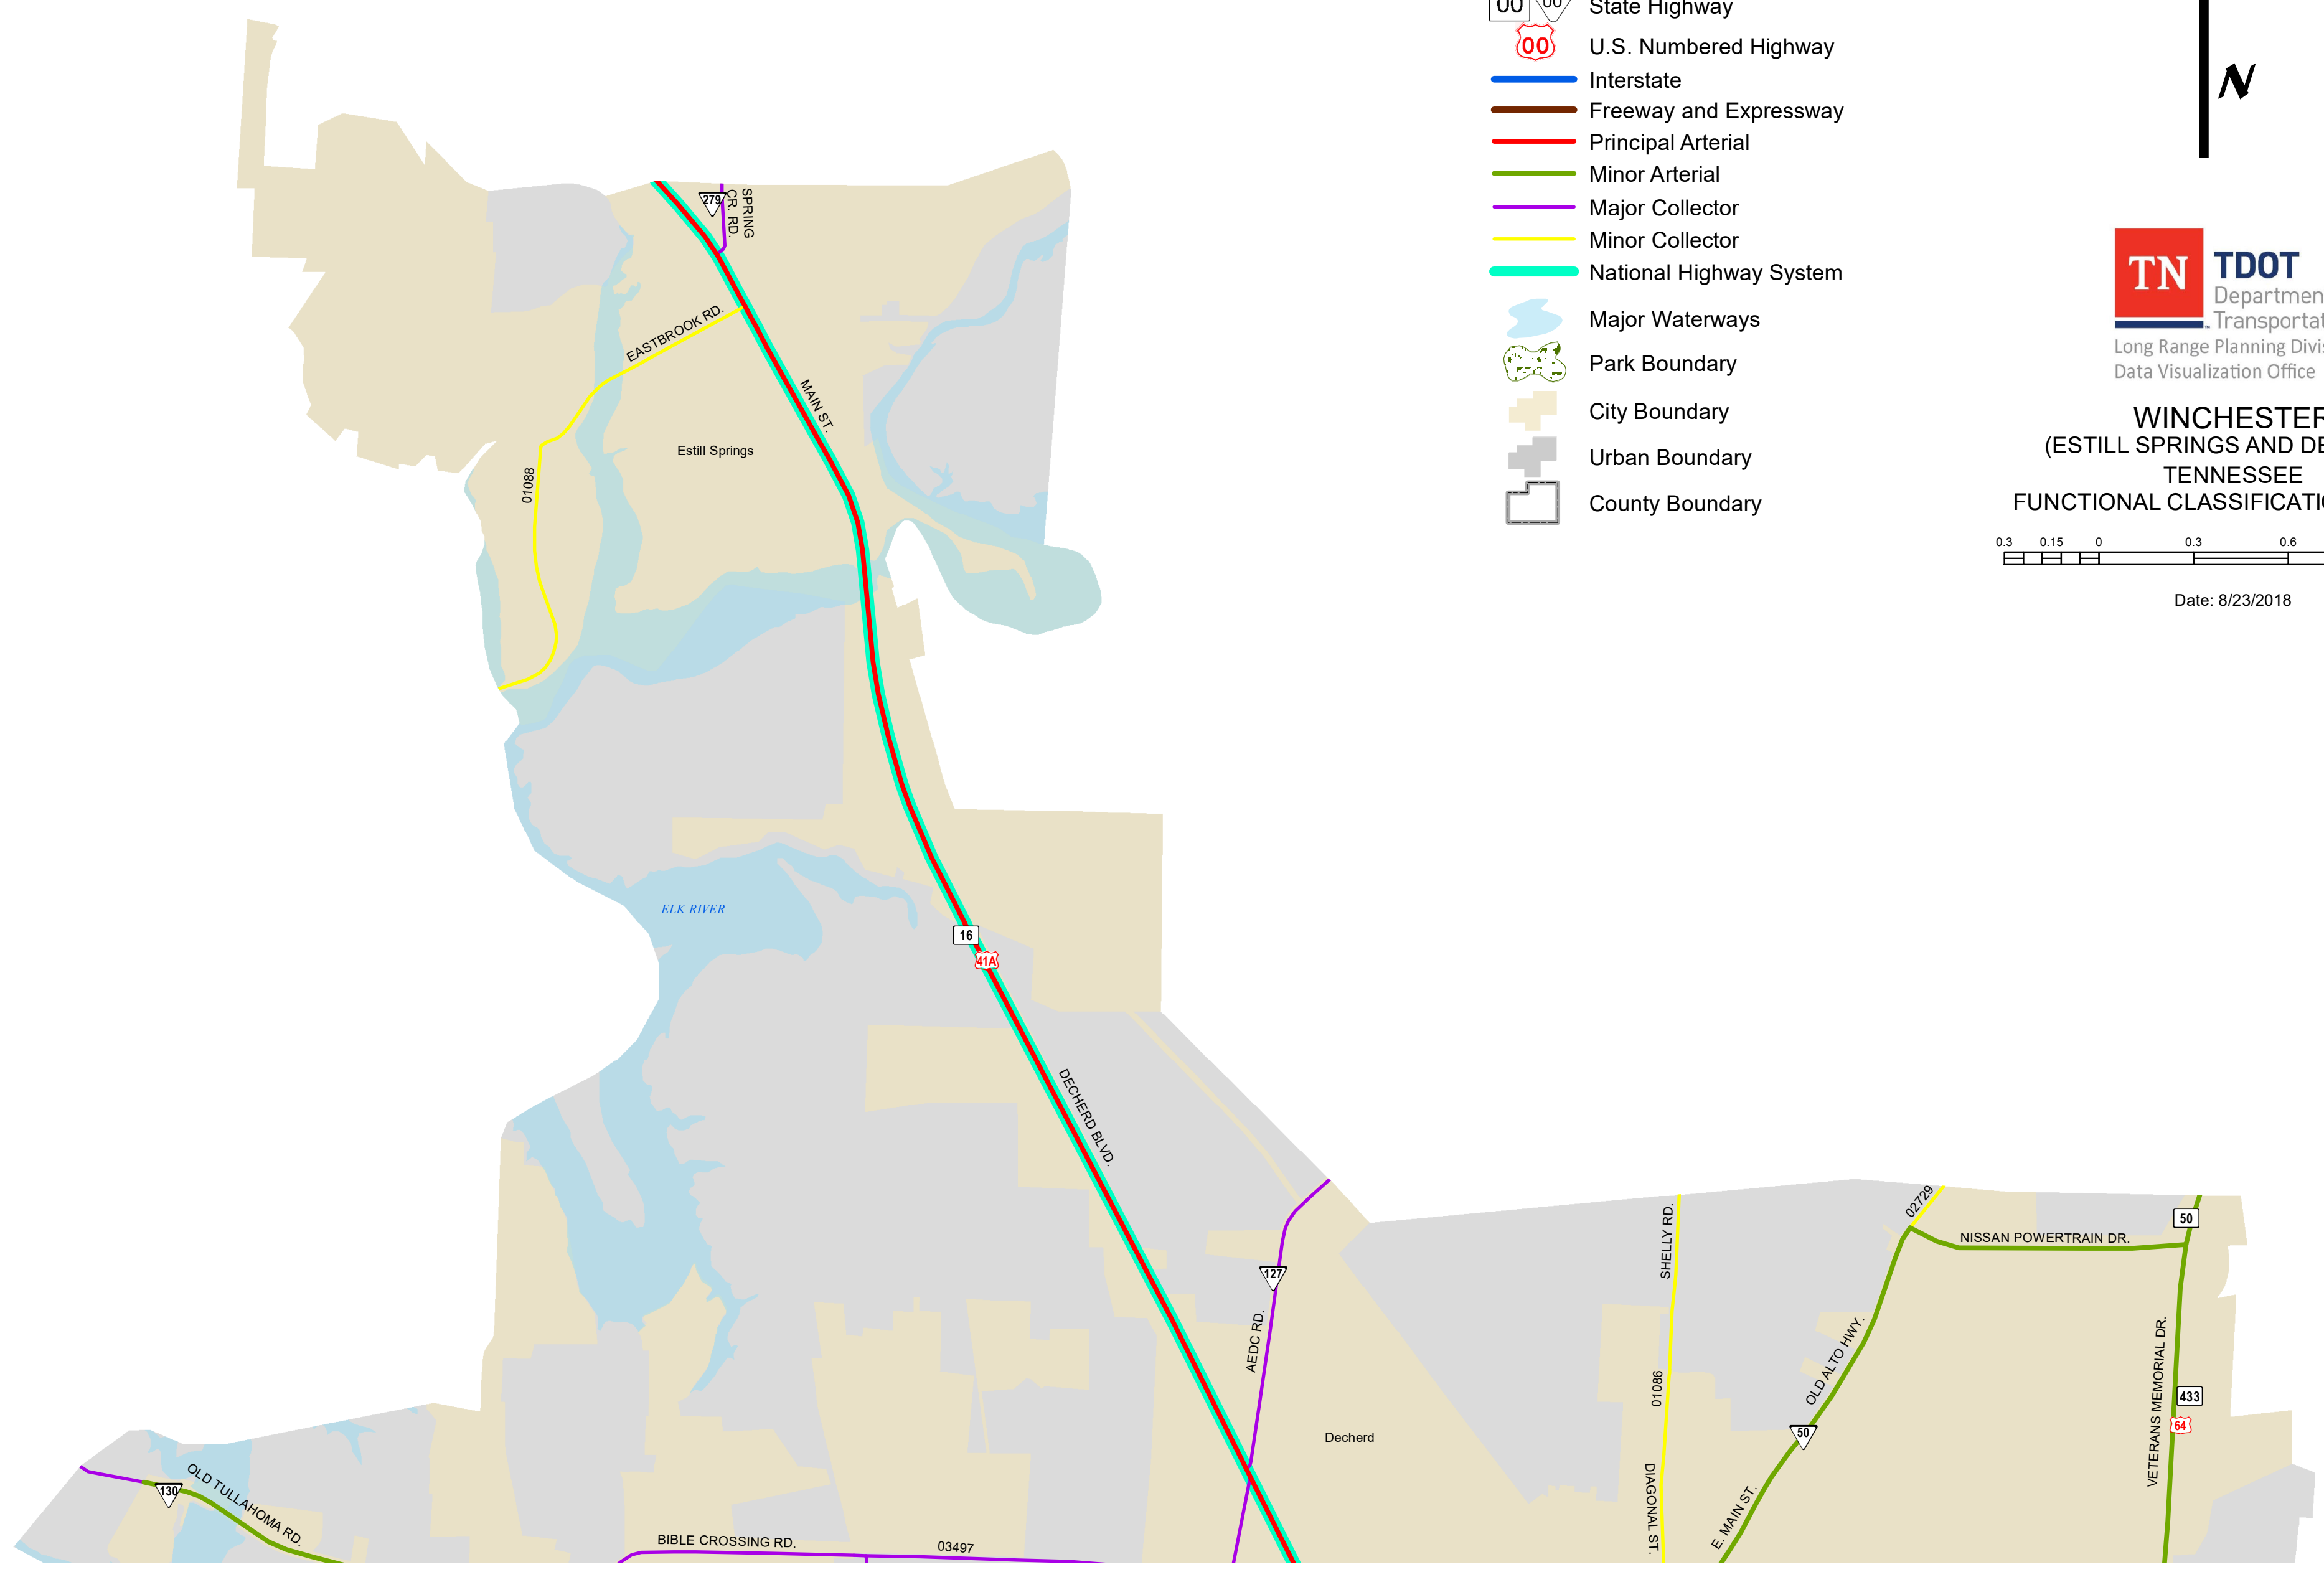 00 00 State Highway
00 U.S. Numbered Highway
Interstate
Freeway and Expressway
Principal Arterial
Minor Arterial
Major Collector
Minor Collector
National Highway System
Major Waterways
Park Boundary
City Boundary
Urban Boundary
County Boundary
N
TN
TDOT
Departmen
Transportat
Long Range Planning Divis
Data Visualization Office
WINCHESTER
(ESTILL SPRINGS AND DE
TENNESSEE
FUNCTIONAL CLASSIFICATI
0.3 0.15 0 0.3 0.6
Date: 8/23/2018
279
SPRING
CR. RD.
EASTBROOK RD.
MAIN ST.
Estill Springs
01088
ELK RIVER
16
41A
DECHERD BLVD.
127
AEDC RD.
Decherd
SHELLY RD.
01086
DIAGONAL ST.
02729
NISSAN POWERTRAIN DR.
50
OLD ALTO HWY.
50
E. MAIN ST.
VETERANS MEMORIAL DR.
433
64
130
OLD TULLAHOMA RD.
BIBLE CROSSING RD.
03497